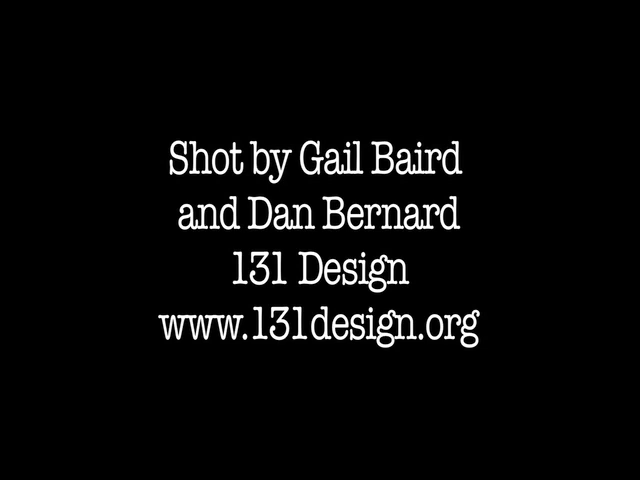 Shot by Gail Baird
and Dan Bernard
131 Design
www.131design.org